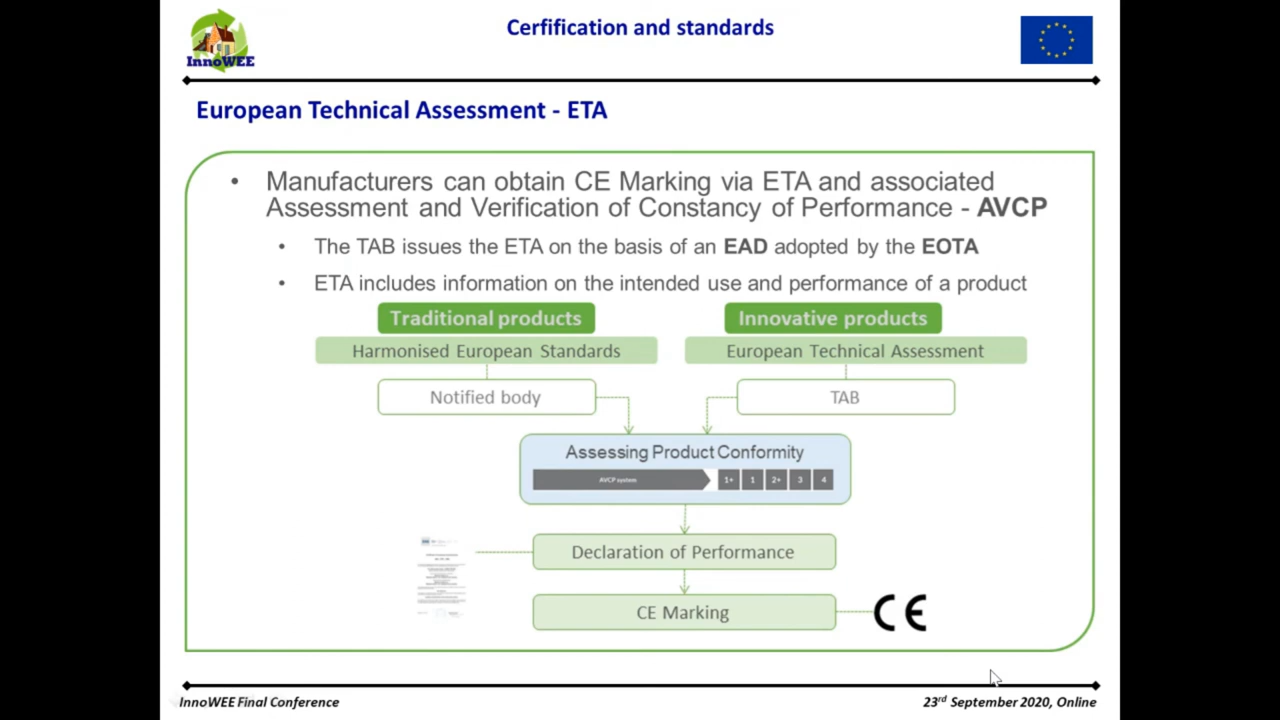 InnoWEE
Cerfification and standards
European Technical Assessment - ETA
• Manufacturers can obtain CE Marking via ETA and associated
Assessment and Verification of Constancy of Performance - AVCP
• The TAB issues the ETA on the basis of an EAD adopted by the EOTA
• ETA includes information on the intended use and performance of a product
Traditional products
Innovative products
Harmonised European Standards
European Technical Assessment
Notified body
TAB
Assessing Product Conformity
AVCP system 1+ 1 2+ 3 4
Declaration of Performance
CE Marking
CE
InnoWEE Final Conference
23rd September 2020, Online